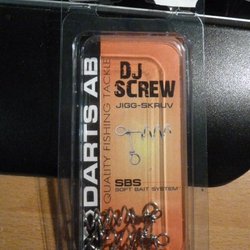 DARTS AB
QUALITY FISHING TACKLE
DJ
SCREW
JIGG-SKRUV
SBS
SOFT BAIT SYSTEM